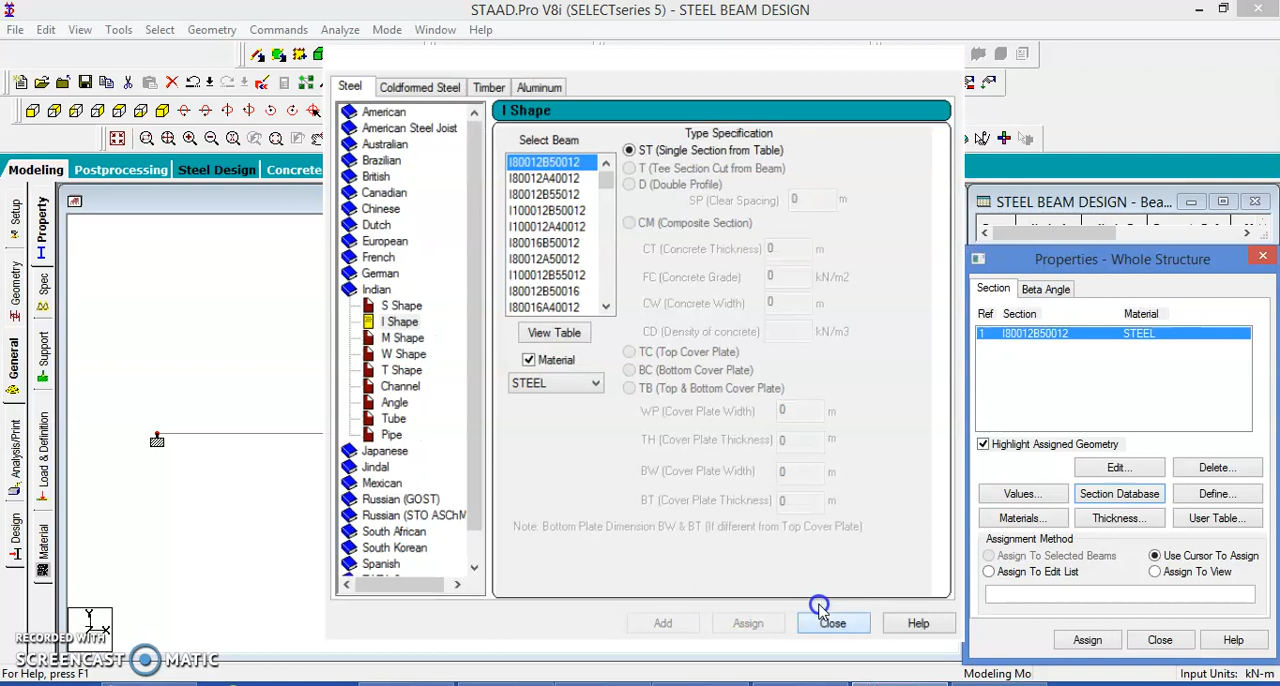 STAAD.Pro V8i (SELECTseries 5) - STEEL BEAM DESIGN
File Edit View Tools Select Geometry Commands Analyze Mode Window Help
Modeling Postprocessing Steel Design Concrete
Setup
Geometry
General
Analysis/Print
Design
Property
Spec
Support
Load & Definition
Material
Steel Coldformed Steel Timber Aluminum
American
American Steel Joist
Australian
Brazilian
British
Canadian
Chinese
Dutch
European
French
German
Indian
S Shape
I Shape
M Shape
W Shape
T Shape
Channel
Angle
Tube
Pipe
Japanese
Jindal
Mexican
Russian (GOST)
Russian (STO ASChM
South African
South Korean
Spanish
I Shape
Select Beam
I80012B50012
I80012A40012
I80012B55012
I100012B50012
I100012A40012
I80016B50012
I80012A50012
I100012B55012
I80012B50016
I80016A40012
View Table
Material
STEEL
Type Specification
ST (Single Section from Table)
T (Tee Section Cut from Beam)
D (Double Profile)
SP (Clear Spacing) 0 m
CM (Composite Section)
CT (Concrete Thickness) 0 m
FC (Concrete Grade) 0 kN/m2
CW (Concrete Width) 0 m
CD (Density of concrete) kN/m3
TC (Top Cover Plate)
BC (Bottom Cover Plate)
TB (Top & Bottom Cover Plate)
WP (Cover Plate Width) 0 m
TH (Cover Plate Thickness) 0 m
BW (Cover Plate Width) 0 m
BT (Cover Plate Thickness) 0 m
Note: Bottom Plate Dimension BW & BT (If different from Top Cover Plate)
Add Assign Close Help
STEEL BEAM DESIGN - Bea...
Properties - Whole Structure
Section Beta Angle
Ref Section Material
1 I80012B50012 STEEL
Highlight Assigned Geometry
Edit... Delete...
Values... Section Database Define...
Materials... Thickness... User Table...
Assignment Method
Assign To Selected Beams Use Cursor To Assign
Assign To Edit List Assign To View
Assign Close Help
Y
X
RECORDED WITH
SCREENCAST MATIC
For Help, press F1 Modeling Mo Input Units: kN-m